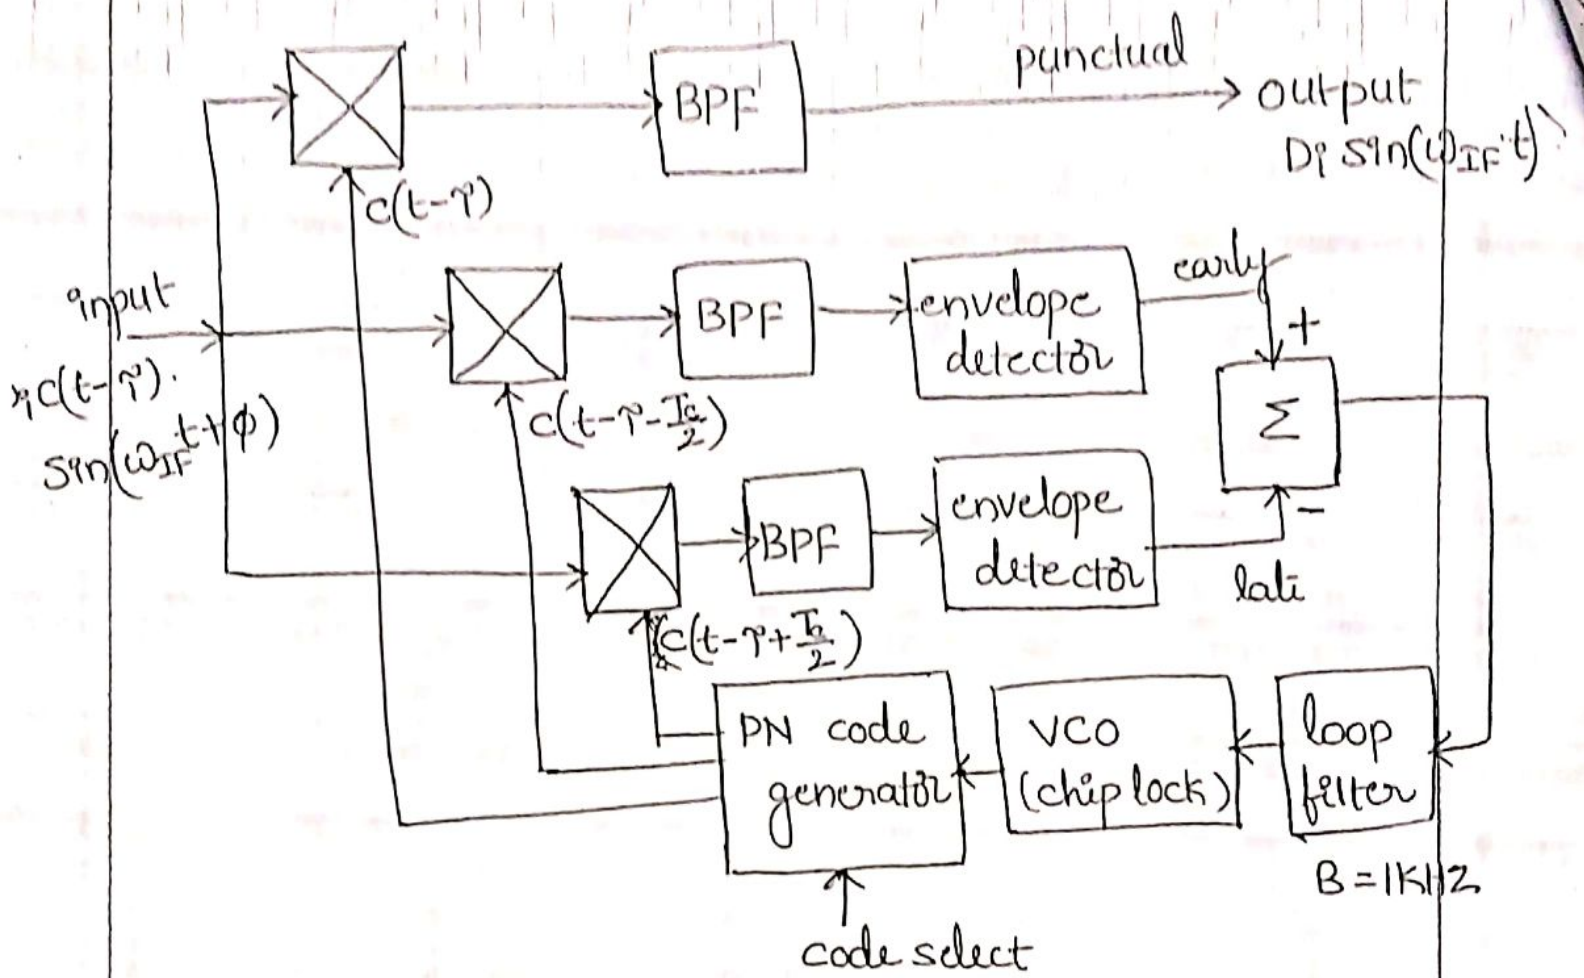 punctual
BPF
output
Di sin(ωIF t)
c(t-τ)
input
c(t-τ).
sin(ωIF t+φ)
BPF
envelope
detector
early
+
c(t-τ-Tc/2)
Σ
BPF
envelope
detector
-
late
c(t-τ+Tc/2)
PN code
generator
VCO
(chip lock)
loop
filter
B = 1KHz
code select